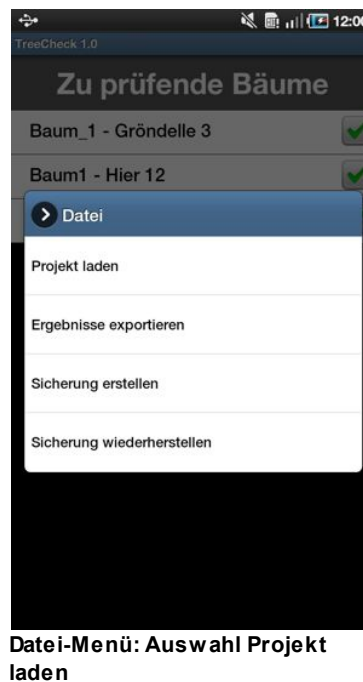 12:00
TreeCheck 1.0
Zu prüfende Bäume
Baum_1 - Gröndelle 3
Baum1 - Hier 12
Datei
Projekt laden
Ergebnisse exportieren
Sicherung erstellen
Sicherung wiederherstellen
Datei-Menü: Auswahl Projekt
laden